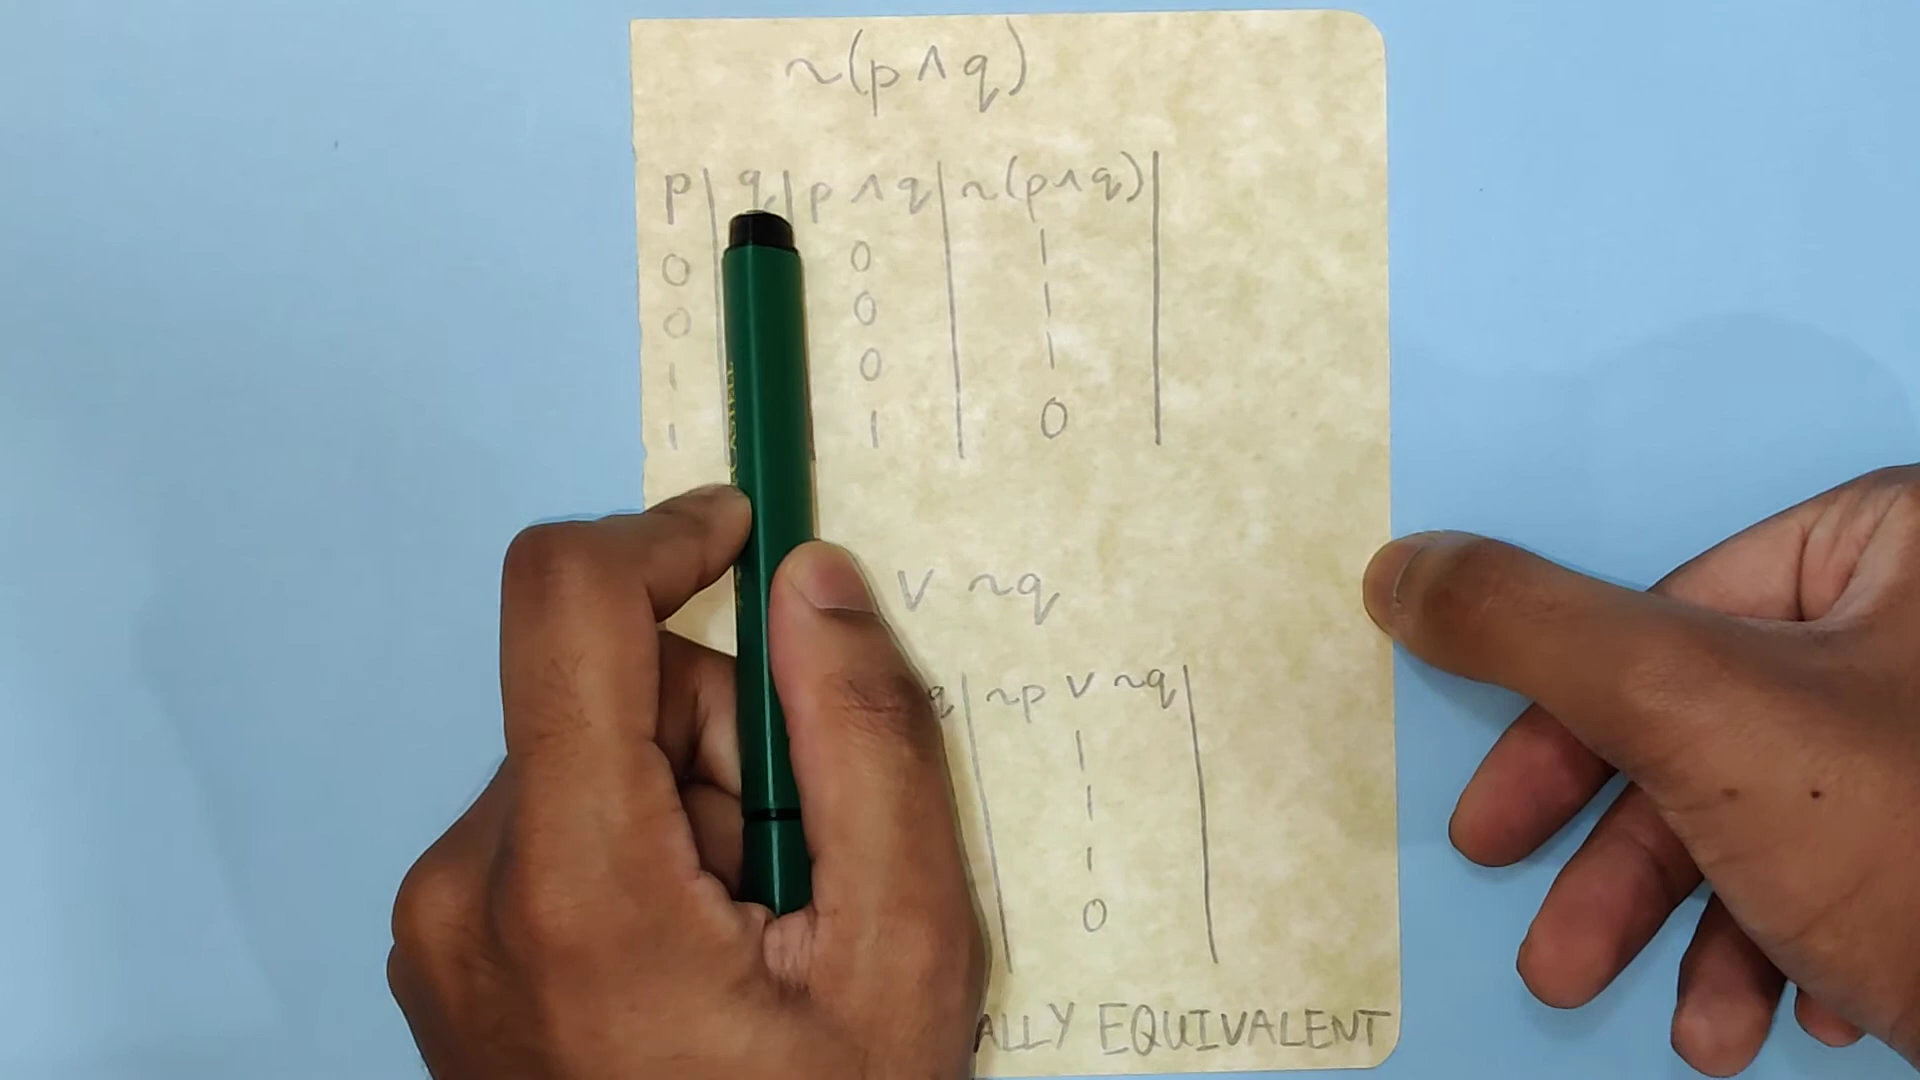 ~(p ∧ q)
p | q | p ∧ q | ~(p ∧ q) |
0 0 1
0 0 1
1 0 1
1 1 0
∨ ~q
q | ~p ∨ ~q |
1
1
1
0
ALLY EQUIVALENT